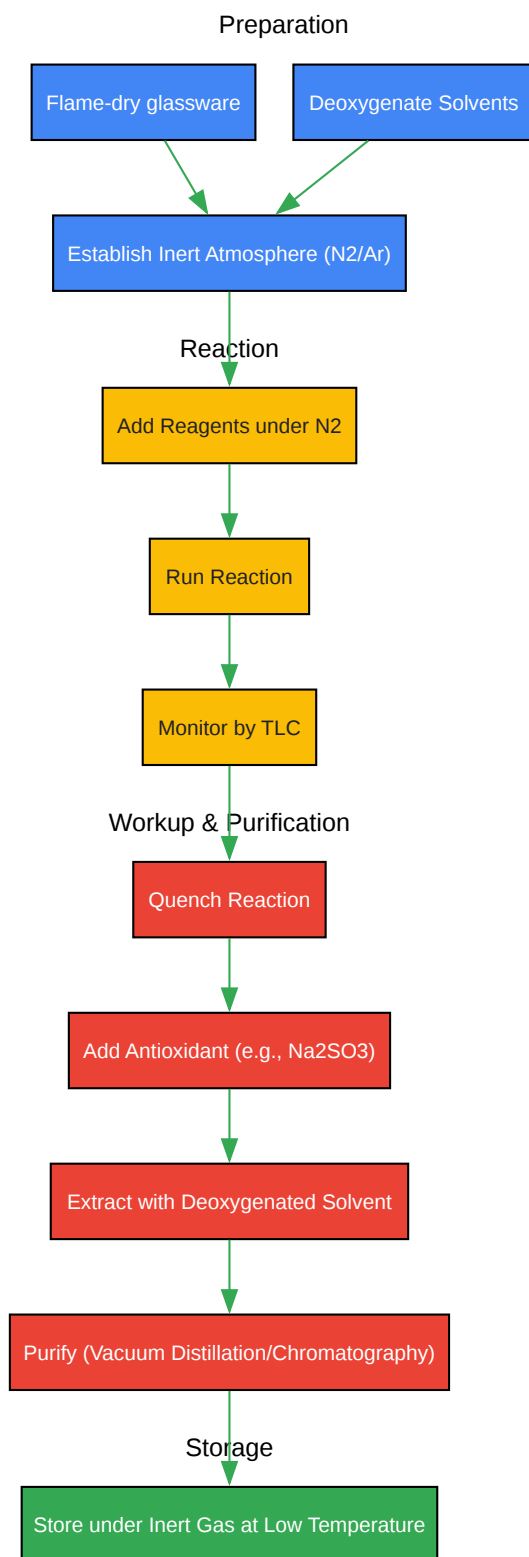 Preparation
Flame-dry glassware
Deoxygenate Solvents
Establish Inert Atmosphere (N2/Ar)
Reaction
Add Reagents under N2
Run Reaction
Monitor by TLC
Workup & Purification
Quench Reaction
Add Antioxidant (e.g., Na2SO3)
Extract with Deoxygenated Solvent
Purify (Vacuum Distillation/Chromatography)
Storage
Store under Inert Gas at Low Temperature